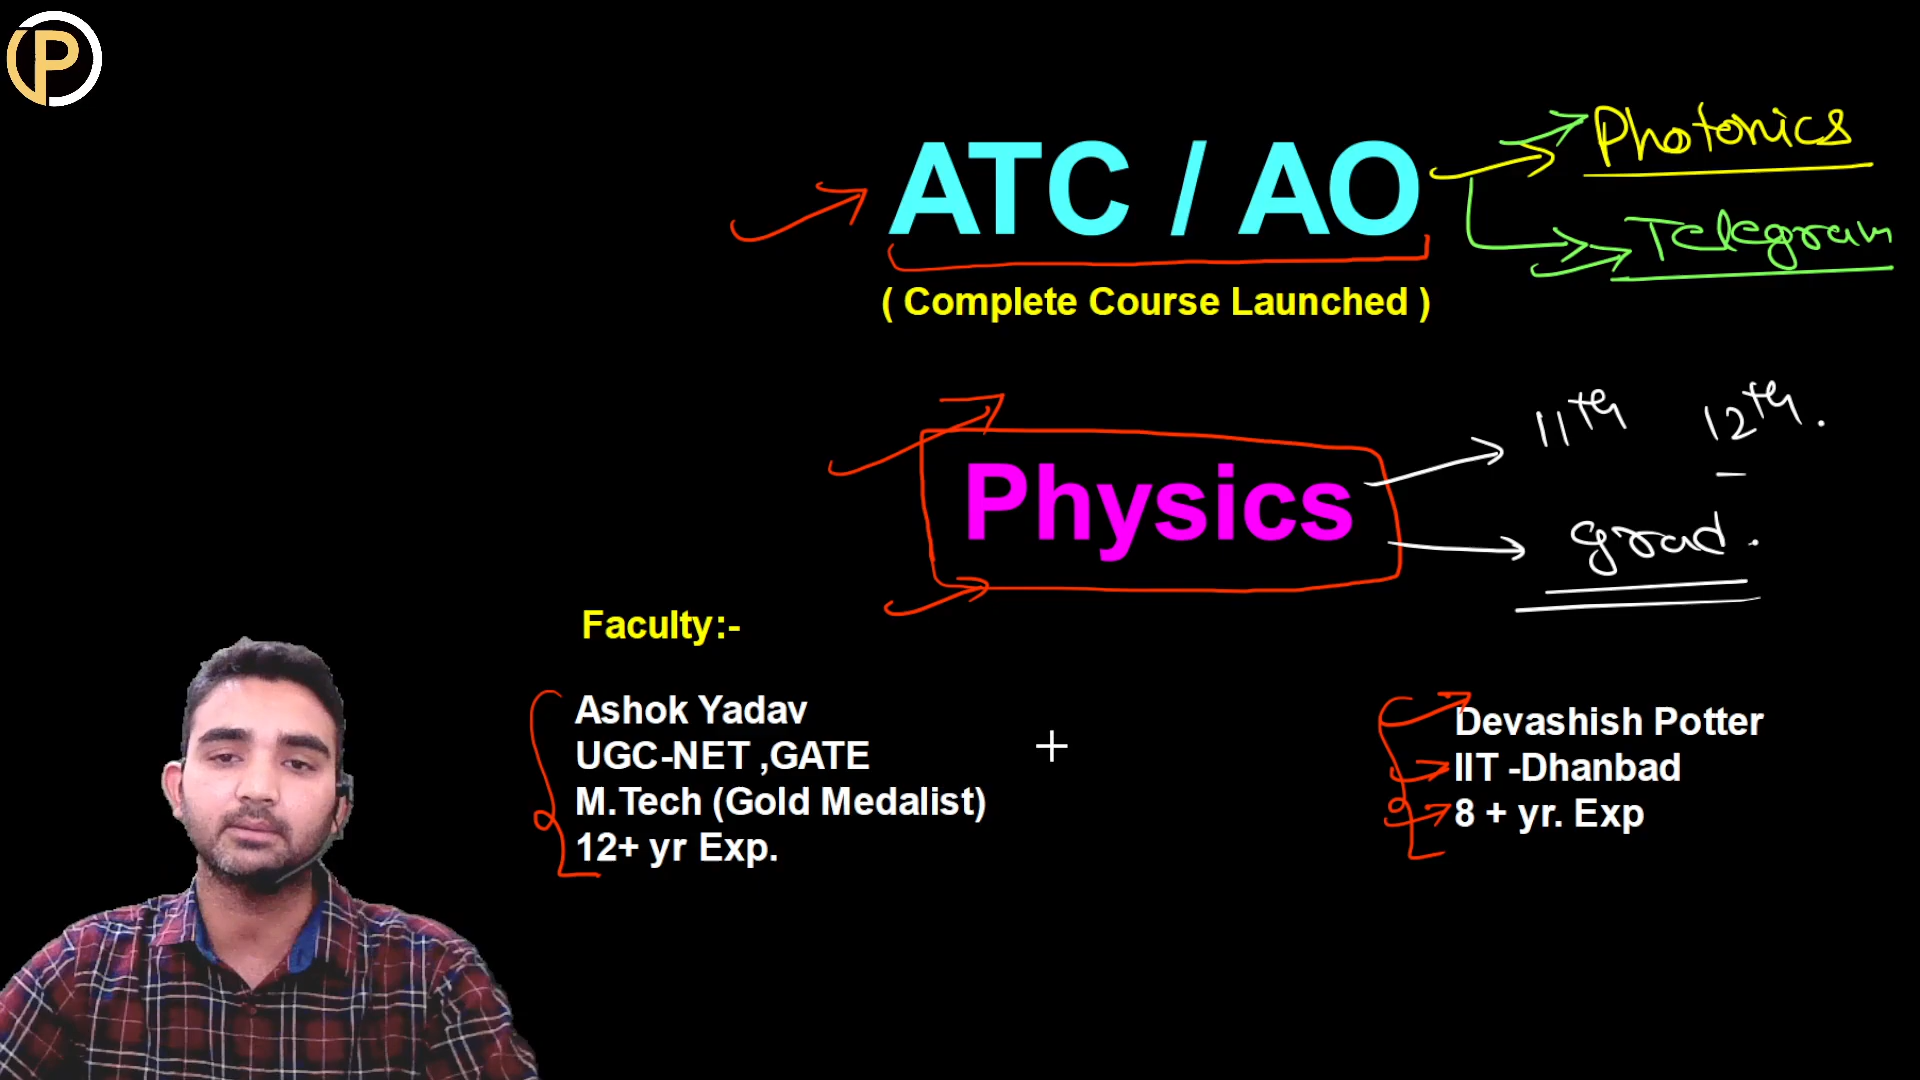 P
ATC / AO
Photonics
Telegram
( Complete Course Launched )
11th 12th.
Physics
grad.
Faculty:-
Ashok Yadav
UGC-NET ,GATE
M.Tech (Gold Medalist)
12+ yr Exp.
+
Devashish Potter
IIT -Dhanbad
8 + yr. Exp